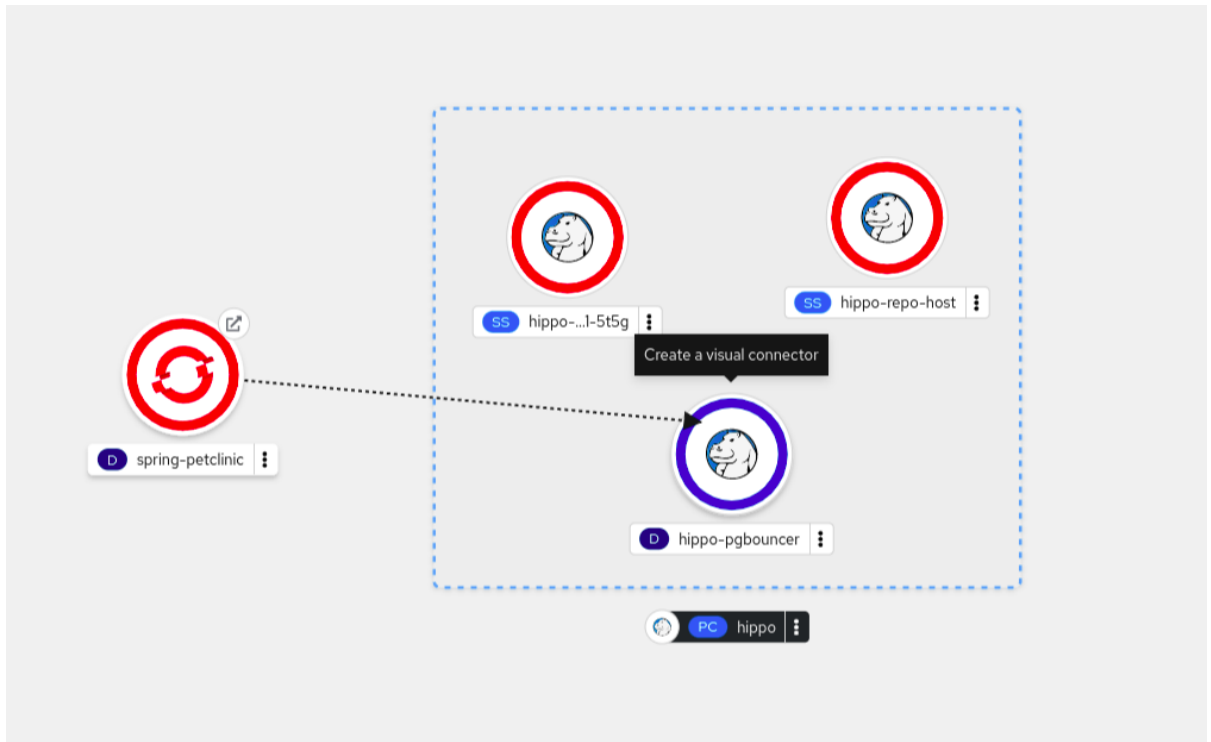 SS hippo-...1-5t5g
SS hippo-repo-host
Create a visual connector
D spring-petclinic
D hippo-pgbouncer
PC hippo